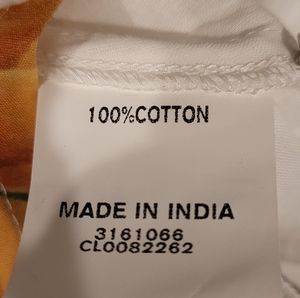 100%COTTON
MADE IN INDIA
3161066
CL0082262